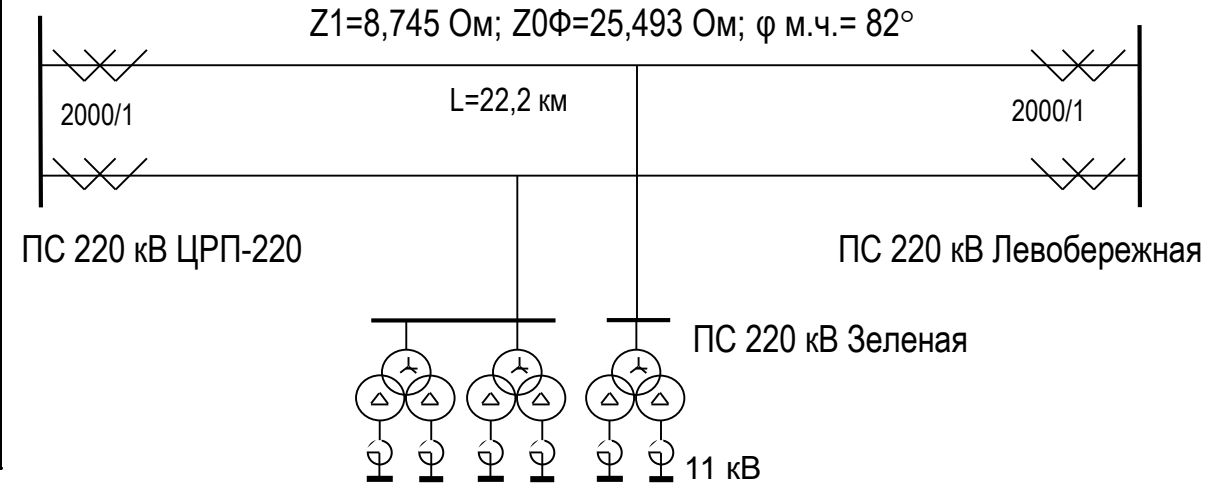 Z1=8,745 Ом; Z0Ф=25,493 Ом; φ м.ч.= 82°
2000/1
L=22,2 км
2000/1
ПС 220 кВ ЦРП-220
ПС 220 кВ Левобережная
ПС 220 кВ Зеленая
11 кВ